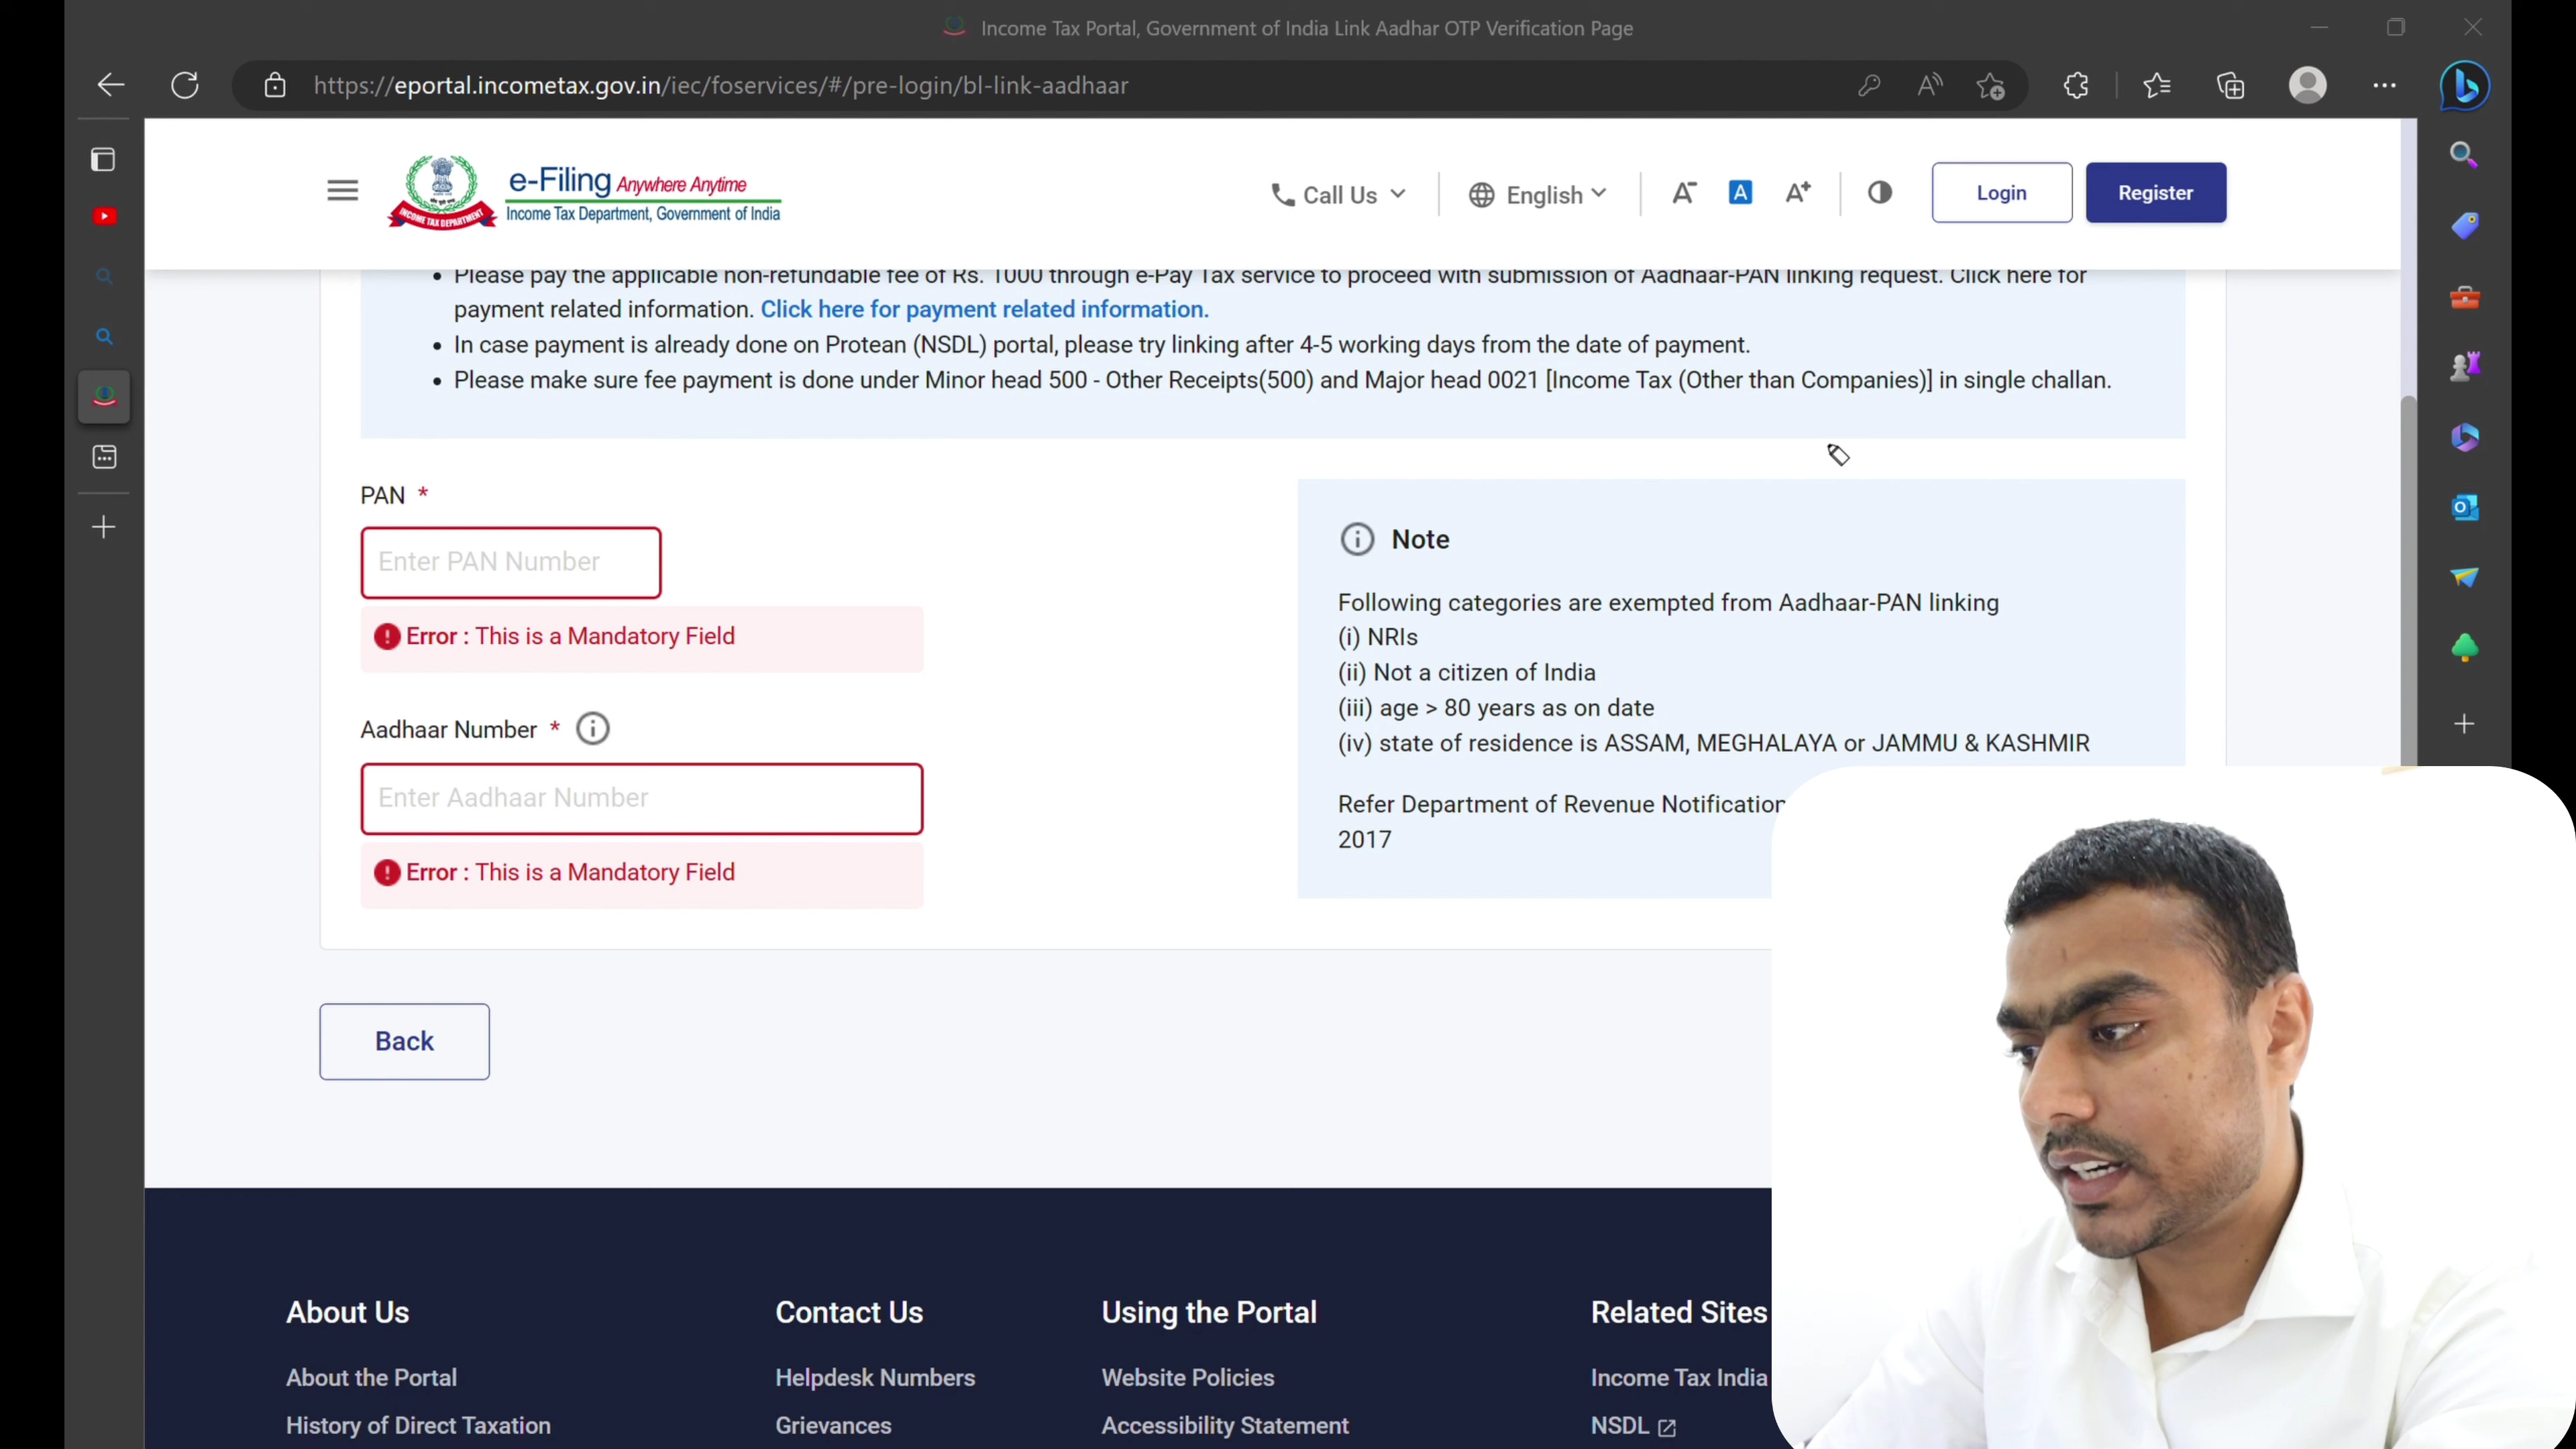 Income Tax Portal, Government of India Link Aadhar OTP Verification Page
https://eportal.incometax.gov.in/iec/foservices/#/pre-login/bl-link-aadhaar
e-Filing Anywhere Anytime
Income Tax Department, Government of India
INCOME TAX DEPARTMENT
Call Us
English
A-
A
A+
Login
Register
• Please pay the applicable non-refundable fee of Rs. 1000 through e-Pay Tax service to proceed with submission of Aadhaar-PAN linking request. Click here for
payment related information. Click here for payment related information.
• In case payment is already done on Protean (NSDL) portal, please try linking after 4-5 working days from the date of payment.
• Please make sure fee payment is done under Minor head 500 - Other Receipts(500) and Major head 0021 [Income Tax (Other than Companies)] in single challan.
PAN *
Enter PAN Number
Error : This is a Mandatory Field
Aadhaar Number *
Enter Aadhaar Number
Error : This is a Mandatory Field
Note
Following categories are exempted from Aadhaar-PAN linking
(i) NRIs
(ii) Not a citizen of India
(iii) age > 80 years as on date
(iv) state of residence is ASSAM, MEGHALAYA or JAMMU & KASHMIR
Refer Department of Revenue Notification
2017
Back
About Us
About the Portal
History of Direct Taxation
Contact Us
Helpdesk Numbers
Grievances
Using the Portal
Website Policies
Accessibility Statement
Related Sites
Income Tax India
NSDL